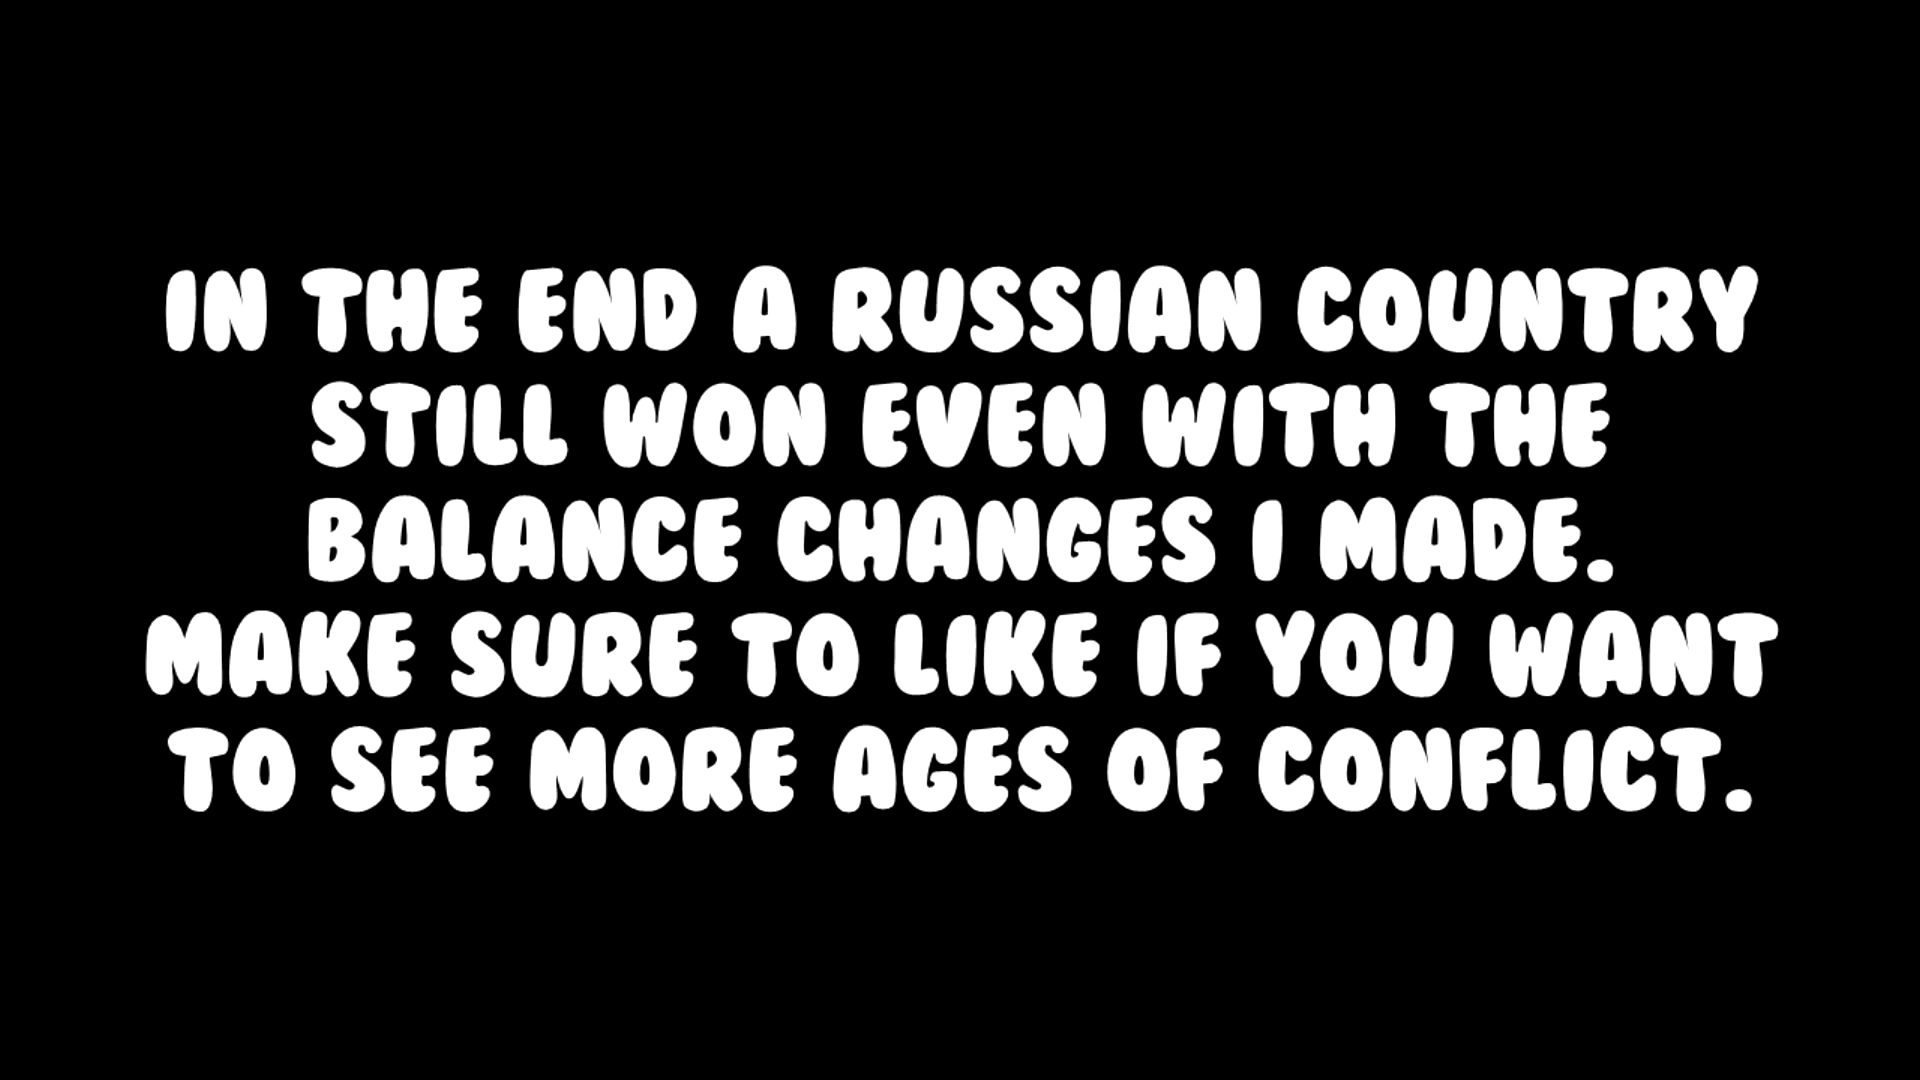 IN THE END A RUSSIAN COUNTRY
STILL WON EVEN WITH THE
BALANCE CHANGES I MADE.
MAKE SURE TO LIKE IF YOU WANT
TO SEE MORE AGES OF CONFLICT.